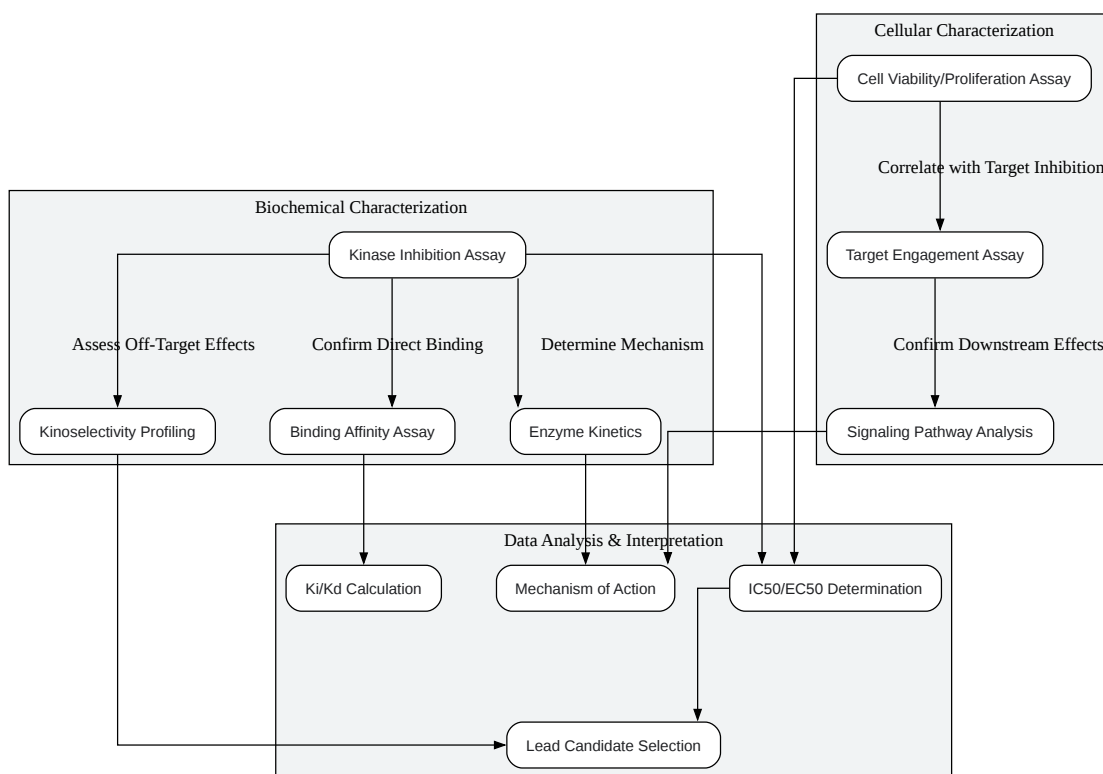 Cellular Characterization
Cell Viability/Proliferation Assay
Correlate with Target Inhibition
Biochemical Characterization
Kinase Inhibition Assay
Target Engagement Assay
Assess Off-Target Effects
Confirm Direct Binding
Determine Mechanism
Confirm Downstream Effects
Kinoselectivity Profiling
Binding Affinity Assay
Enzyme Kinetics
Signaling Pathway Analysis
Data Analysis & Interpretation
Ki/Kd Calculation
Mechanism of Action
IC50/EC50 Determination
Lead Candidate Selection